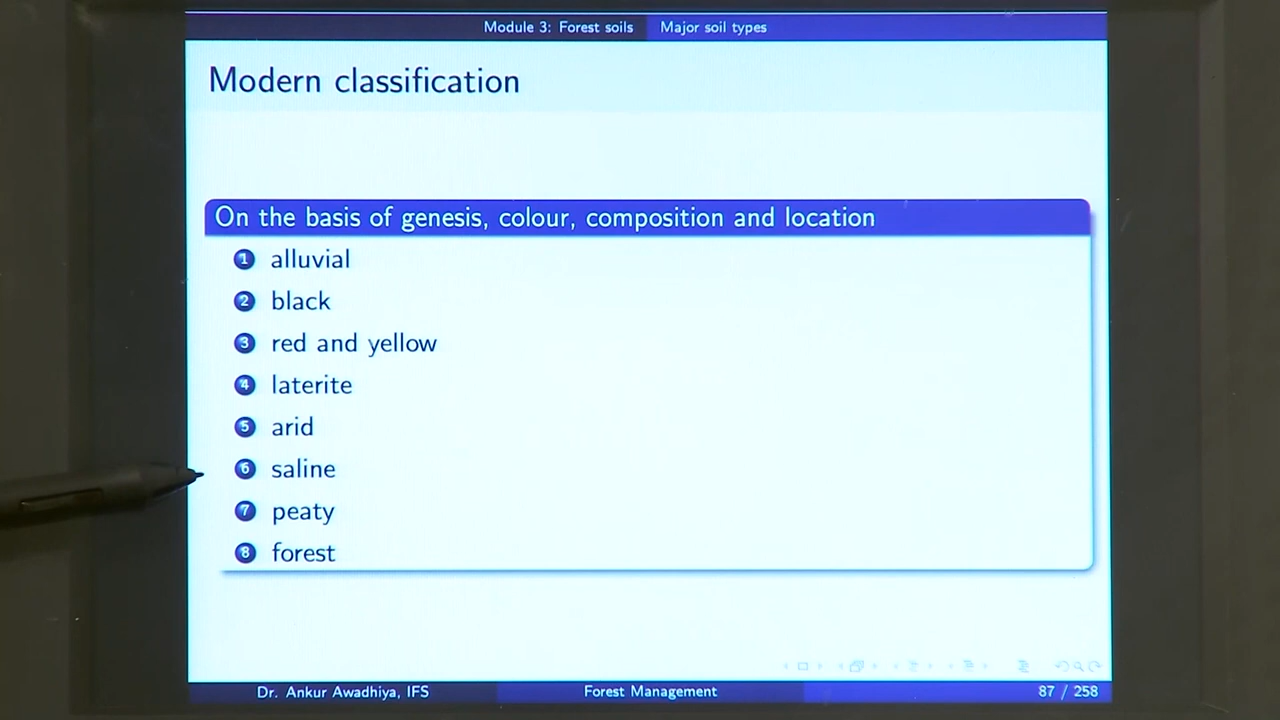 Module 3: Forest soils Major soil types
Modern classification
On the basis of genesis, colour, composition and location
1 alluvial
2 black
3 red and yellow
4 laterite
5 arid
6 saline
7 peaty
8 forest
Dr. Ankur Awadhiya, IFS Forest Management 87 / 258